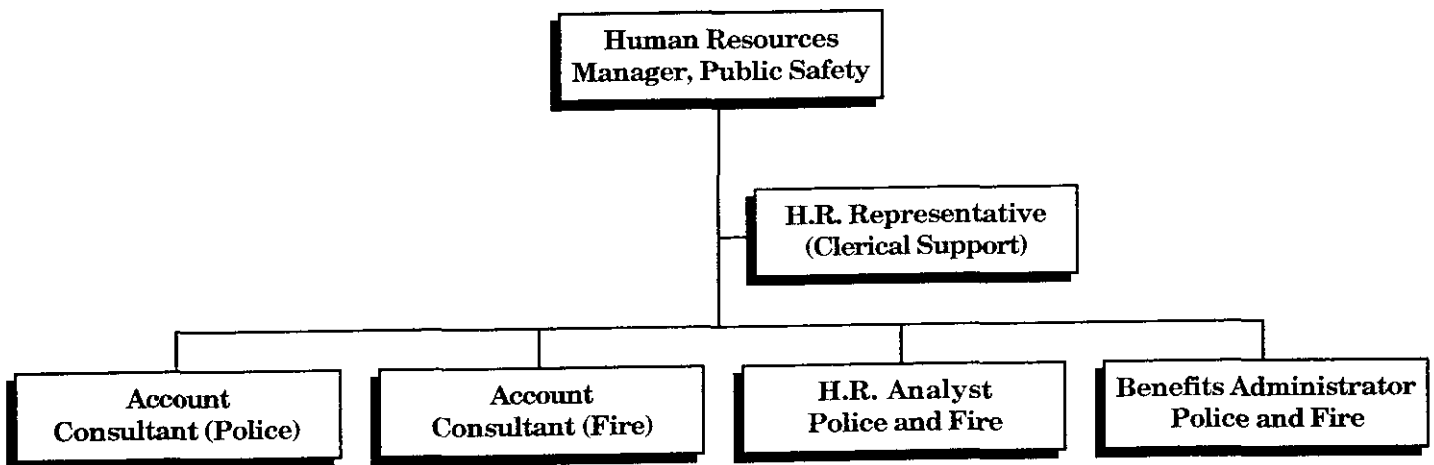 Human Resources
Manager, Public Safety
H.R. Representative
(Clerical Support)
Account
Consultant (Police)
Account
Consultant (Fire)
H.R. Analyst
Police and Fire
Benefits Administrator
Police and Fire